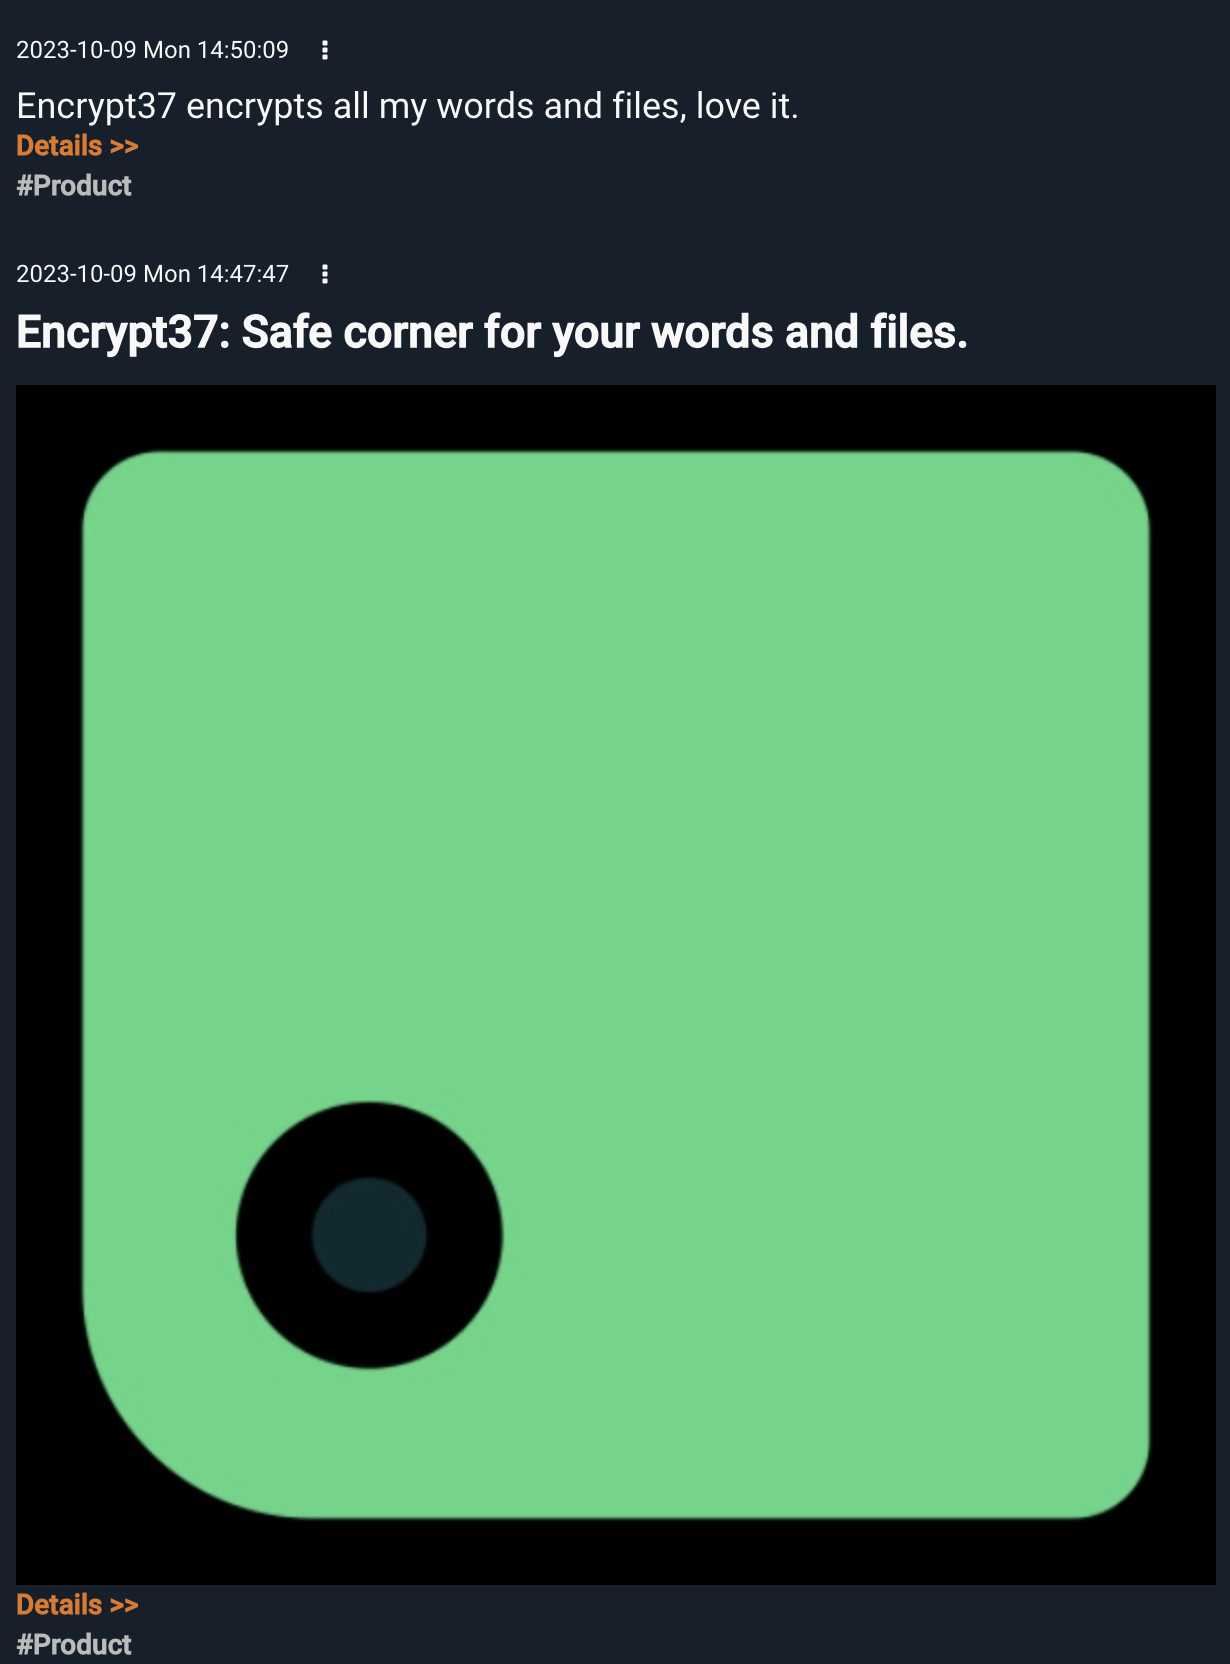 2023-10-09 Mon 14:50:09
Encrypt37 encrypts all my words and files, love it.
Details >>
#Product
2023-10-09 Mon 14:47:47
Encrypt37: Safe corner for your words and files.
Details >>
#Product